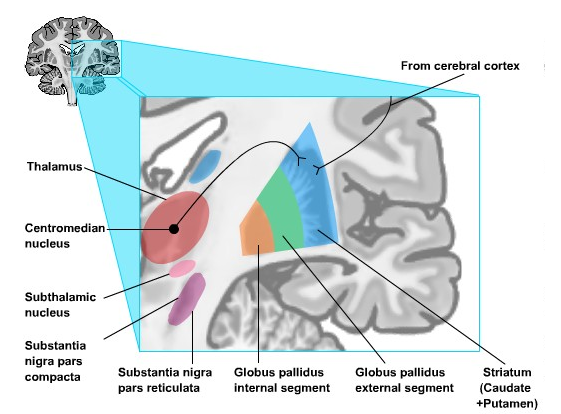 From cerebral cortex
Thalamus
Centromedian
nucleus
Subthalamic
nucleus
Substantia
nigra pars
compacta
Substantia nigra
pars reticulata
Globus pallidus
internal segment
Globus pallidus
external segment
Striatum
(Caudate
+Putamen)